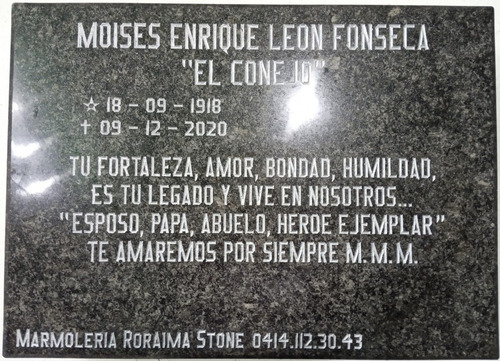 MOISES ENRIQUE LEON FONSECA
"EL CONEJO"
☆ 18 - 09 - 1918
✝ 09 - 12 - 2020
TU FORTALEZA, AMOR, BONDAD, HUMILDAD,
ES TU LEGADO Y VIVE EN NOSOTROS...
"ESPOSO, PAPA, ABUELO, HEROE EJEMPLAR"
TE AMAREMOS POR SIEMPRE M.M.M.
MARMOLERIA RORAIMA STONE 0414.112.30.43